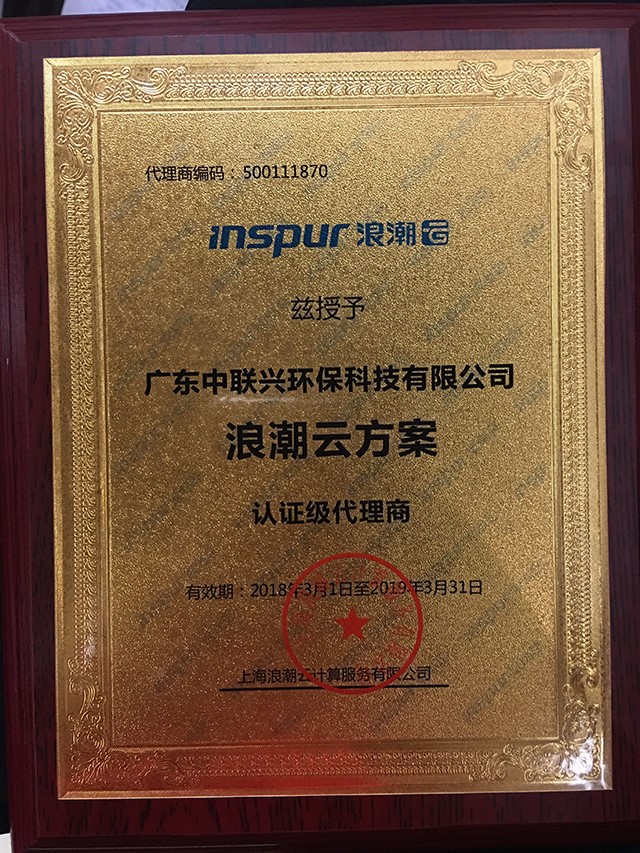 代理商编码：500111870
inspur 浪潮云
兹授予
广东中联兴环保科技有限公司
浪潮云方案
认证级代理商
有效期：2018年3月1日至2019年3月31日
上海浪潮云计算服务有限公司